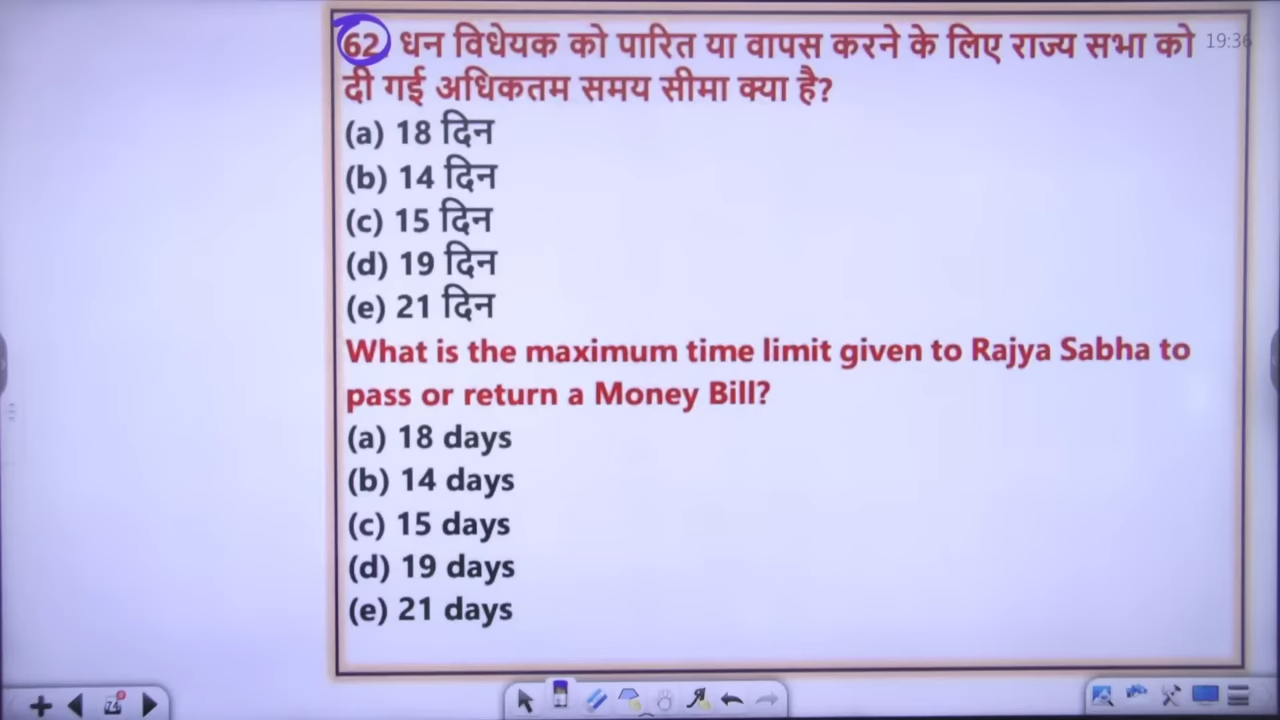 62 धन विधेयक को पारित या वापस करने के लिए राज्य सभा को
19:36
दी गई अधिकतम समय सीमा क्या है?
(a) 18 दिन
(b) 14 दिन
(c) 15 दिन
(d) 19 दिन
(e) 21 दिन
What is the maximum time limit given to Rajya Sabha to
pass or return a Money Bill?
(a) 18 days
(b) 14 days
(c) 15 days
(d) 19 days
(e) 21 days